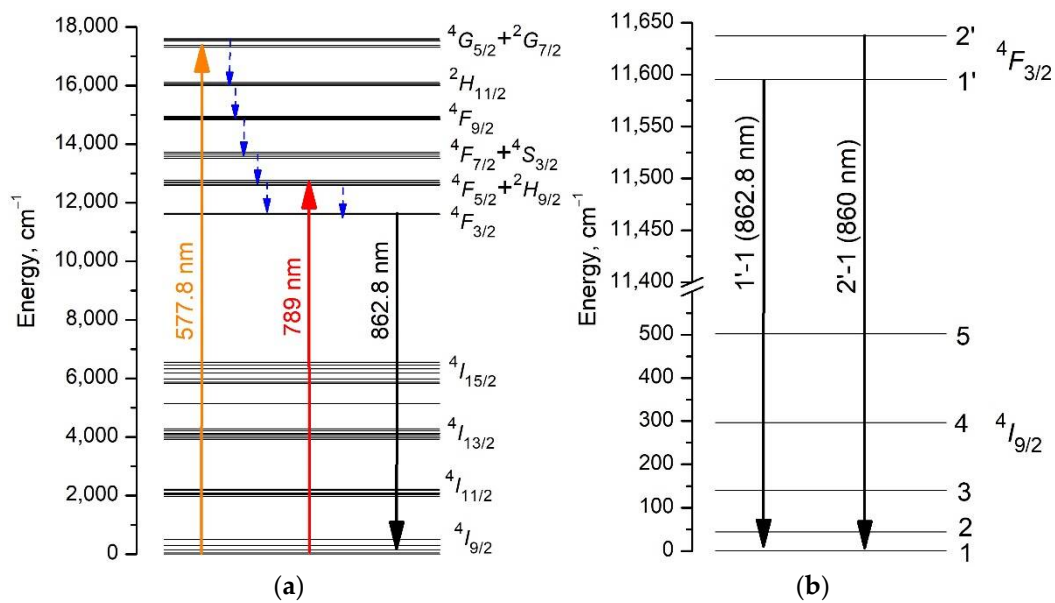 18,000
16,000
14,000
12,000
10,000
8,000
6,000
4,000
2,000
0
Energy, cm⁻¹
⁴G₅/₂+²G₇/₂
²H₁₁/₂
⁴F₉/₂
⁴F₇/₂+⁴S₃/₂
⁴F₅/₂+²H₉/₂
⁴F₃/₂
577.8 nm
789 nm
862.8 nm
⁴I₁₅/₂
⁴I₁₃/₂
⁴I₁₁/₂
⁴I₉/₂
(a)
11,650
11,600
11,550
11,500
11,450
11,400
500
400
300
250
200
150
100
50
0
Energy, cm⁻¹
2'
⁴F₃/₂
1'
1'-1 (862.8 nm)
2'-1 (860 nm)
5
4
⁴I₉/₂
3
2
1
(b)